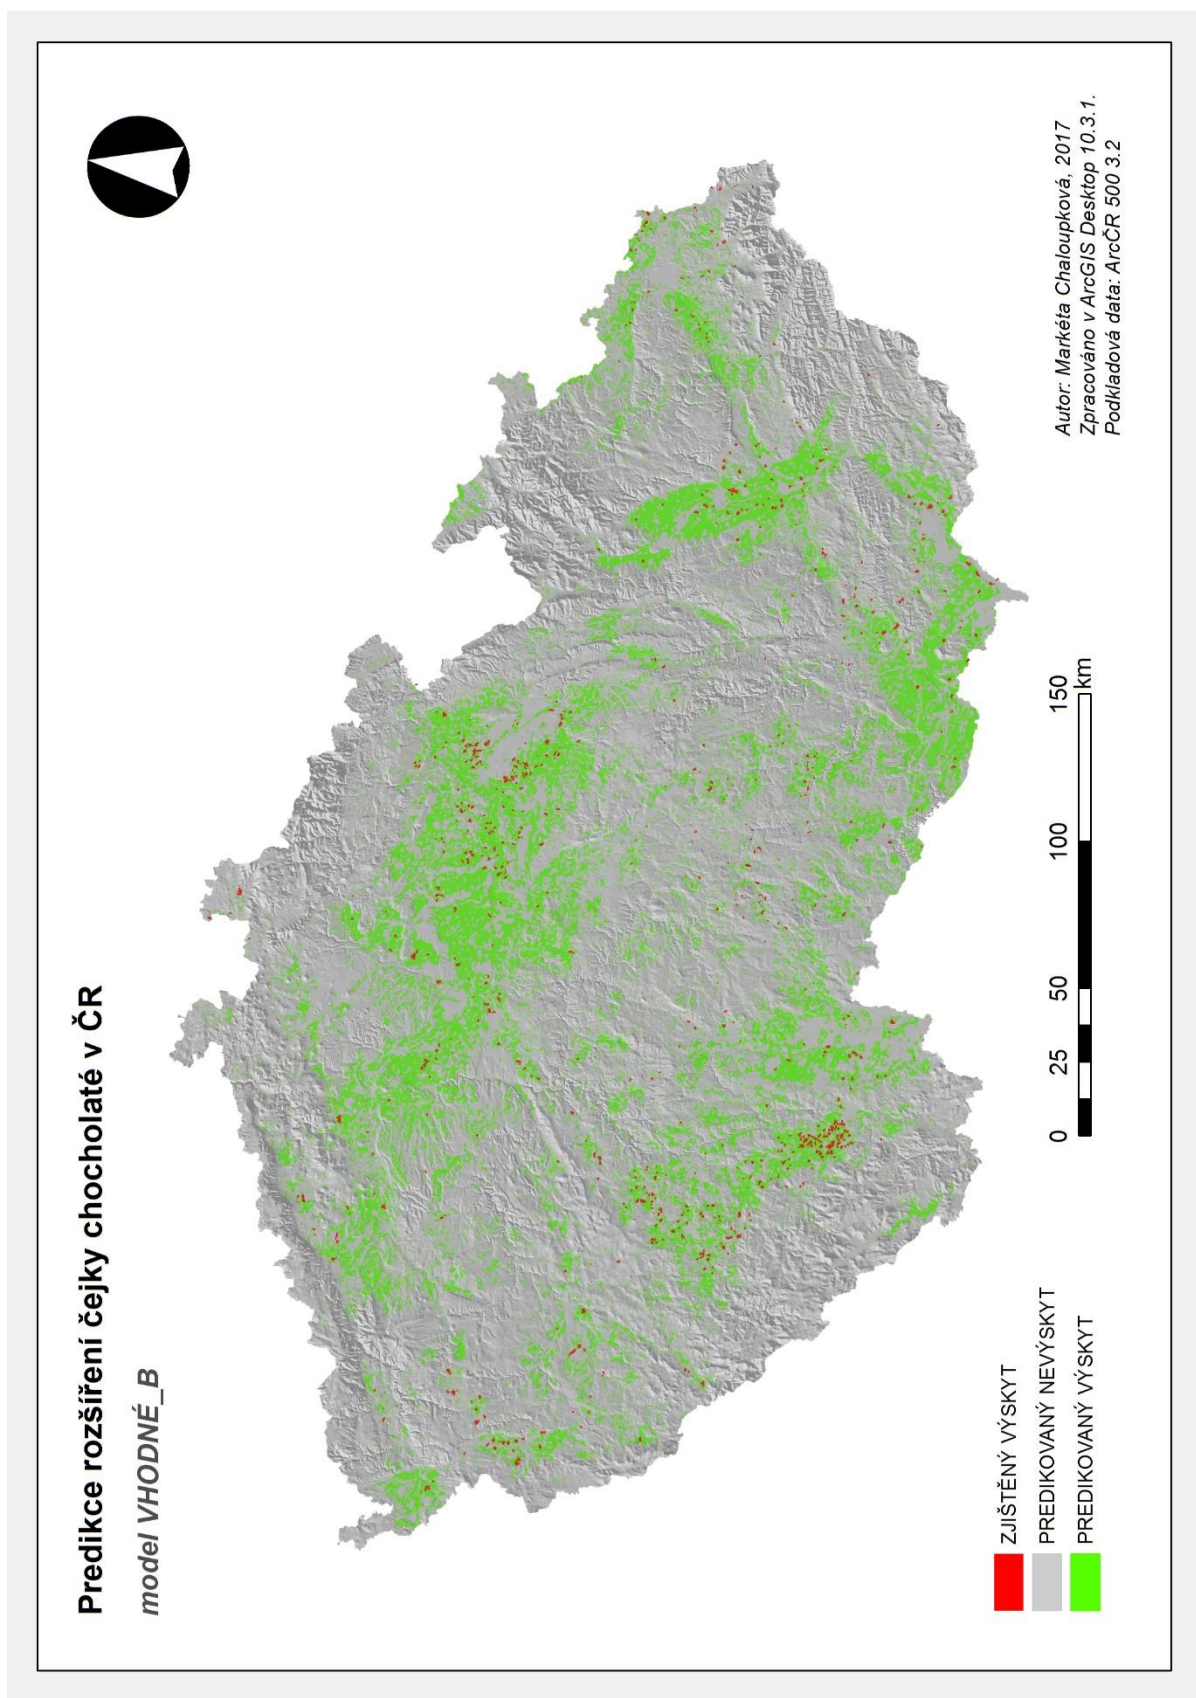 Predikce rozšíření čejky chocholaté v ČR
model VHODNÉ_B
Autor: Markéta Chaloupková, 2017
Zpracováno v ArcGIS Desktop 10.3.1.
Podkladová data: ArcČR 500 3.2
ZJIŠTĚNÝ VÝSKYT
PREDIKOVANÝ NEVÝSKYT
PREDIKOVANÝ VÝSKYT
0 25 50 100 150
km